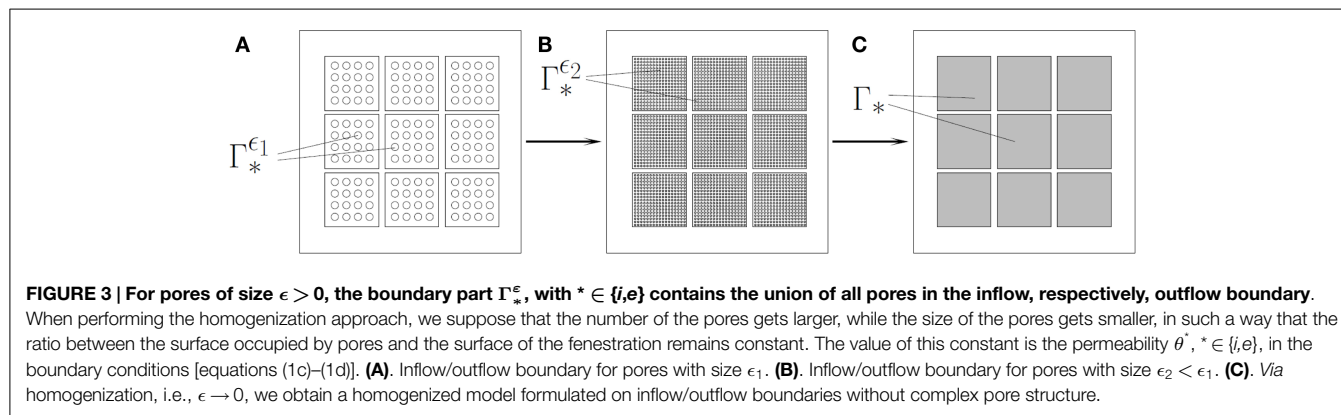 A B C
Γ∗^ϵ1 Γ∗^ϵ2 Γ∗
FIGURE 3 | For pores of size ϵ > 0, the boundary part Γ∗^ε, with * ∈ {i,e} contains the union of all pores in the inflow, respectively, outflow boundary.
When performing the homogenization approach, we suppose that the number of the pores gets larger, while the size of the pores gets smaller, in such a way that the
ratio between the surface occupied by pores and the surface of the fenestration remains constant. The value of this constant is the permeability θ*, * ∈ {i,e}, in the
boundary conditions [equations (1c)–(1d)]. (A). Inflow/outflow boundary for pores with size ϵ1. (B). Inflow/outflow boundary for pores with size ϵ2 < ϵ1. (C). Via
homogenization, i.e., ϵ → 0, we obtain a homogenized model formulated on inflow/outflow boundaries without complex pore structure.